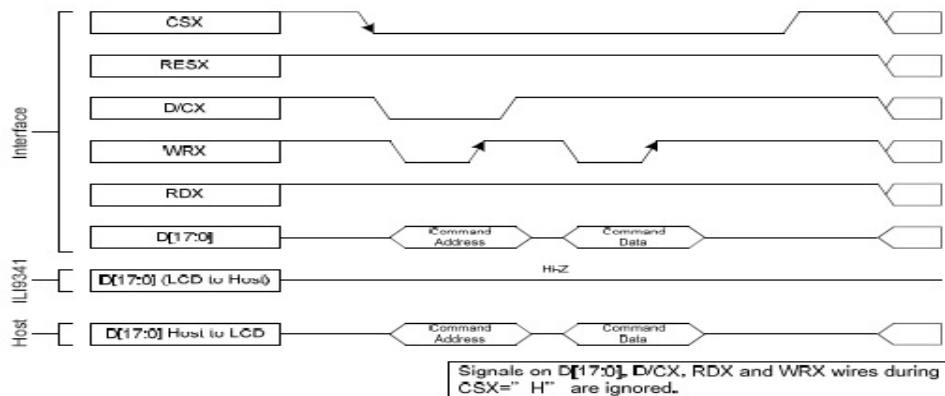 CSX
RESX
D/CX
WRX
RDX
D[17:0]
Interface
Command
Address
Command
Data
ILI9341
D[17:0] (LCD to Host)
Hi-Z
Host
D[17:0] Host to LCD
Command
Address
Command
Data
Signals on D[17:0], D/CX, RDX and WRX wires during
CSX=” H” are ignored.